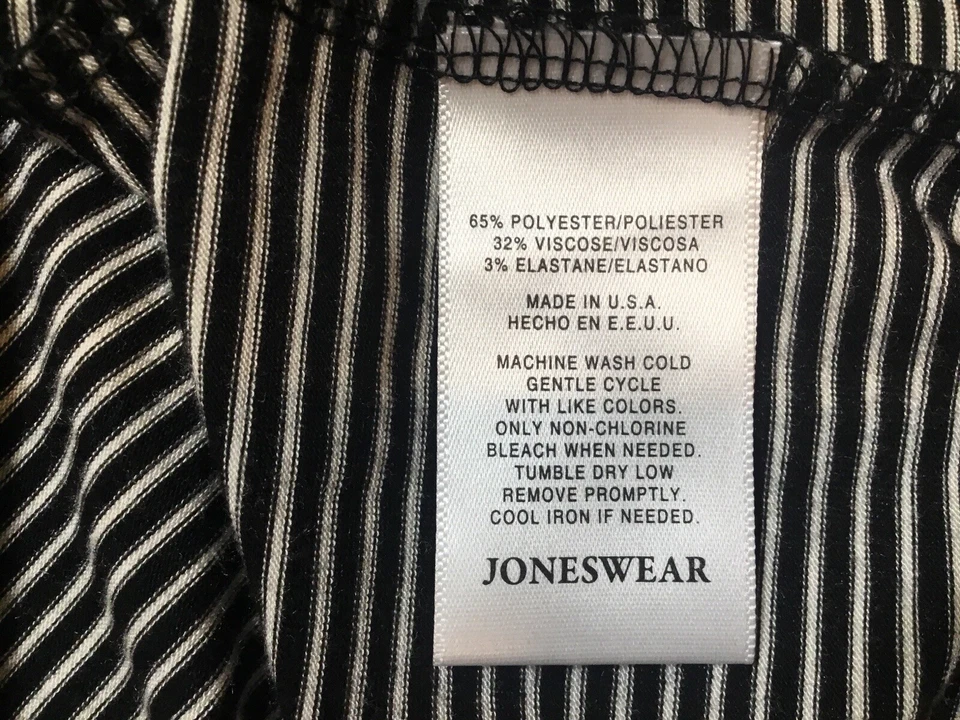 65% POLYESTER/POLIESTER
32% VISCOSE/VISCOSA
3% ELASTANE/ELASTANO
MADE IN U.S.A.
HECHO EN E.E.U.U.
MACHINE WASH COLD
GENTLE CYCLE
WITH LIKE COLORS.
ONLY NON-CHLORINE
BLEACH WHEN NEEDED.
TUMBLE DRY LOW
REMOVE PROMPTLY.
COOL IRON IF NEEDED.
JONESWEAR